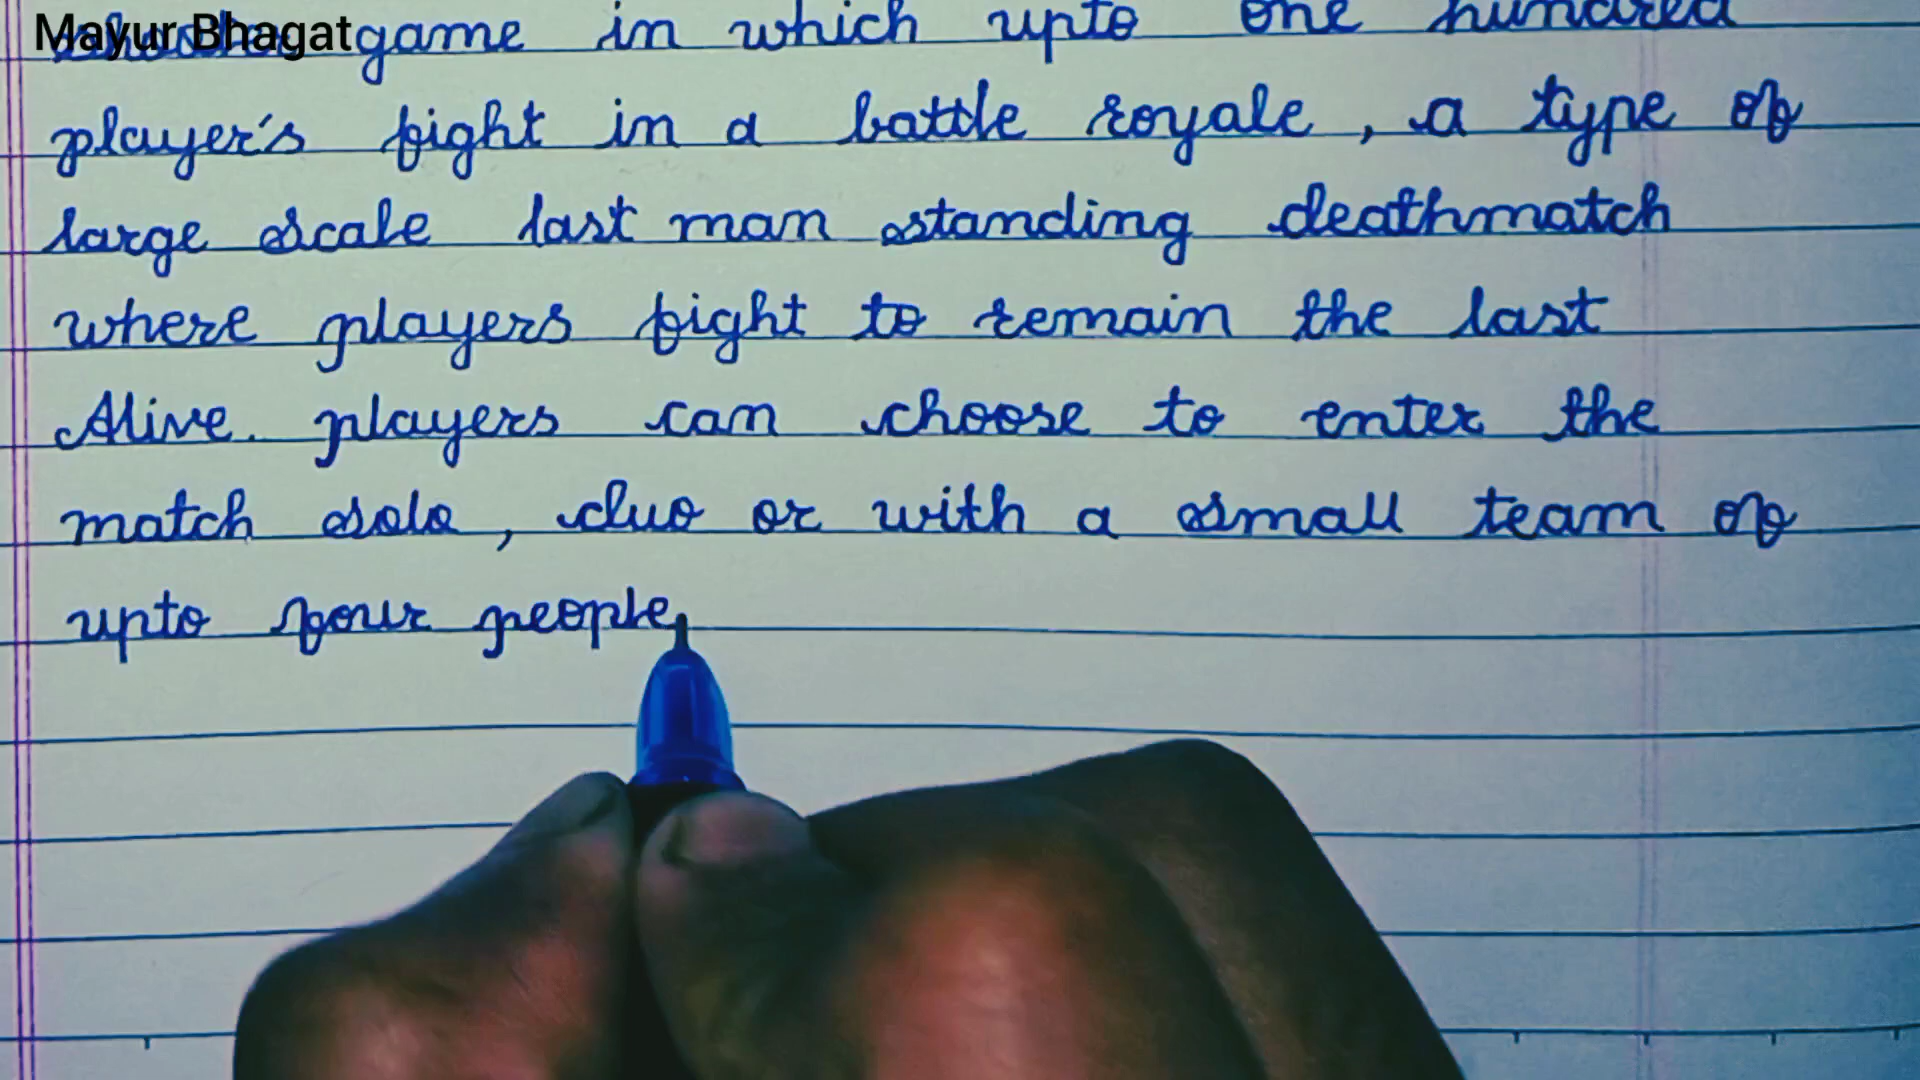 Mayur Bhagat
shooter game in which upto one hundred
player's fight in a battle royale, a type of
large scale last man standing deathmatch
where players fight to remain the last
Alive. players can choose to enter the
match solo, duo or with a small team of
upto four people.